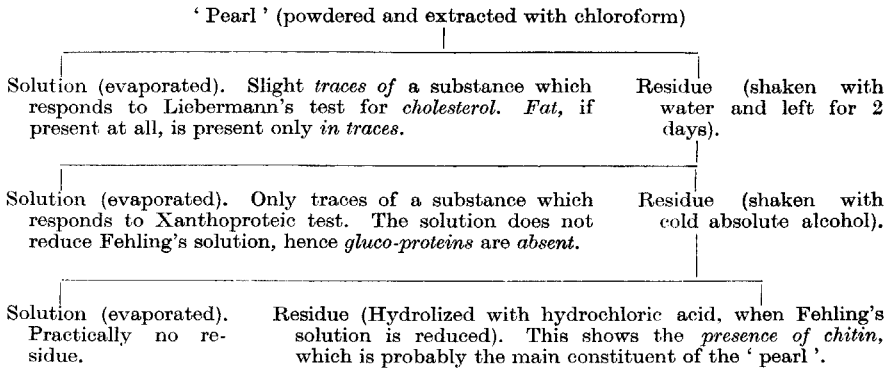 ' Pearl ' (powdered and extracted with chloroform)
Solution (evaporated). Slight traces of a substance which
responds to Liebermann's test for cholesterol. Fat, if
present at all, is present only in traces.
Residue (shaken with
water and left for 2
days).
Solution (evaporated). Only traces of a substance which
responds to Xanthoproteic test. The solution does not
reduce Fehling's solution, hence gluco-proteins are absent.
Residue (shaken with
cold absolute alcohol).
Solution (evaporated).
Practically no re-
sidue.
Residue (Hydrolized with hydrochloric acid, when Fehling's
solution is reduced). This shows the presence of chitin,
which is probably the main constituent of the ' pearl '.